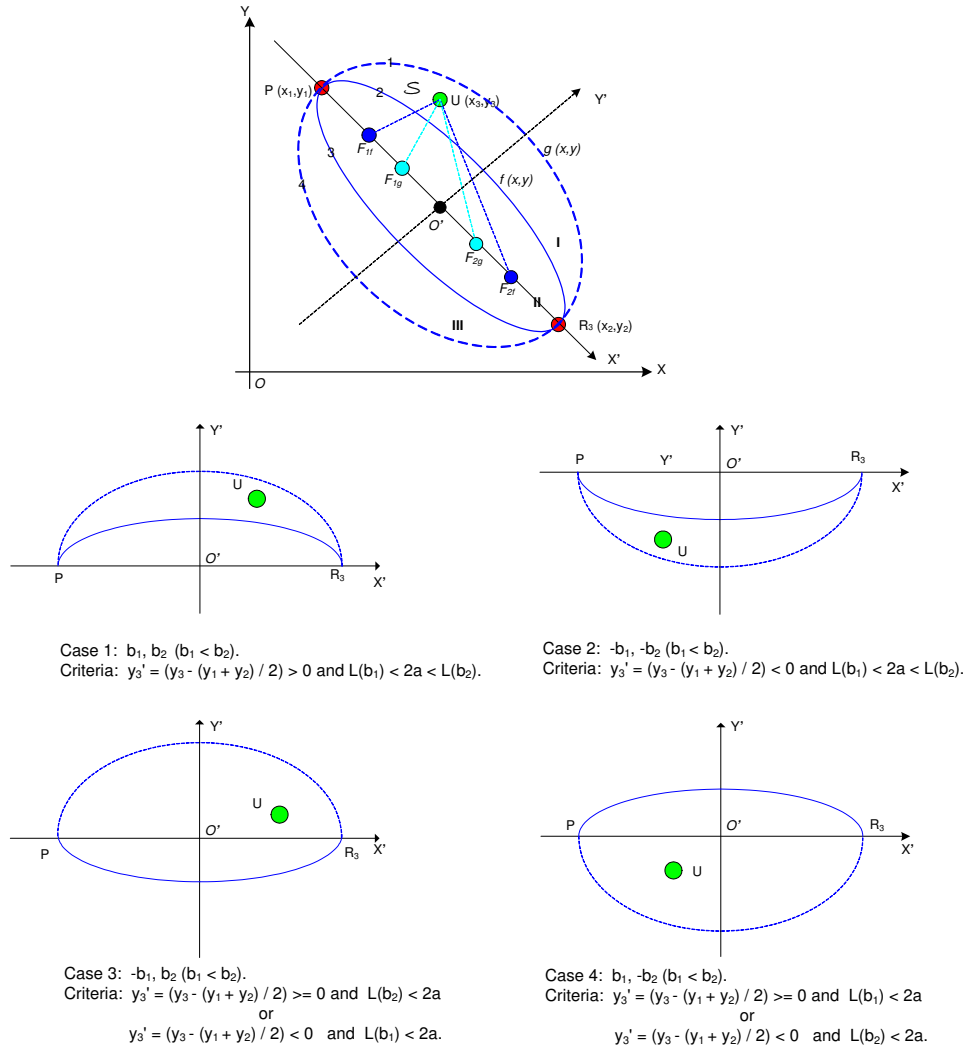 Y
1
P (x₁,y₁)
2
S
U (x₃,y₃)
Y'
3
F₁f
g (x,y)
4
F₁g
f (x,y)
O'
I
F₂g
F₂f
II
III
R₃ (x₂,y₂)
X'
O
X
Y'
U
O'
P
R₃
X'
Case 1: b₁, b₂ (b₁ < b₂).
Criteria: y₃' = (y₃ - (y₁ + y₂) / 2) > 0 and L(b₁) < 2a < L(b₂).
Y'
P
Y'
O'
R₃
X'
U
Case 2: -b₁, -b₂ (b₁ < b₂).
Criteria: y₃' = (y₃ - (y₁ + y₂) / 2) < 0 and L(b₁) < 2a < L(b₂).
Y'
U
O'
P
R₃
X'
Case 3: -b₁, b₂ (b₁ < b₂).
Criteria: y₃' = (y₃ - (y₁ + y₂) / 2) >= 0 and L(b₂) < 2a
or
y₃' = (y₃ - (y₁ + y₂) / 2) < 0 and L(b₁) < 2a.
Y'
P
O'
R₃
X'
U
Case 4: b₁, -b₂ (b₁ < b₂).
Criteria: y₃' = (y₃ - (y₁ + y₂) / 2) >= 0 and L(b₁) < 2a
or
y₃' = (y₃ - (y₁ + y₂) / 2) < 0 and L(b₂) < 2a.